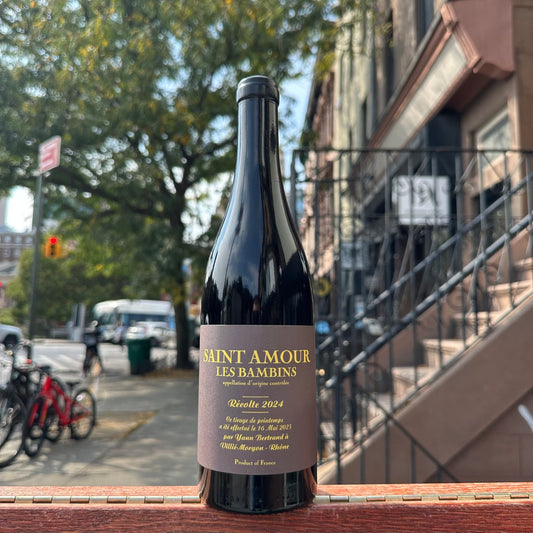 SAINT AMOUR
LES BAMBINS
appellation d'origine contrôlée
Révolte 2024
Ce tirage de printemps
a été effectué le 16 Mai 2025
par Yann Bertrand à
Villié-Morgon - Rhône
Product of France